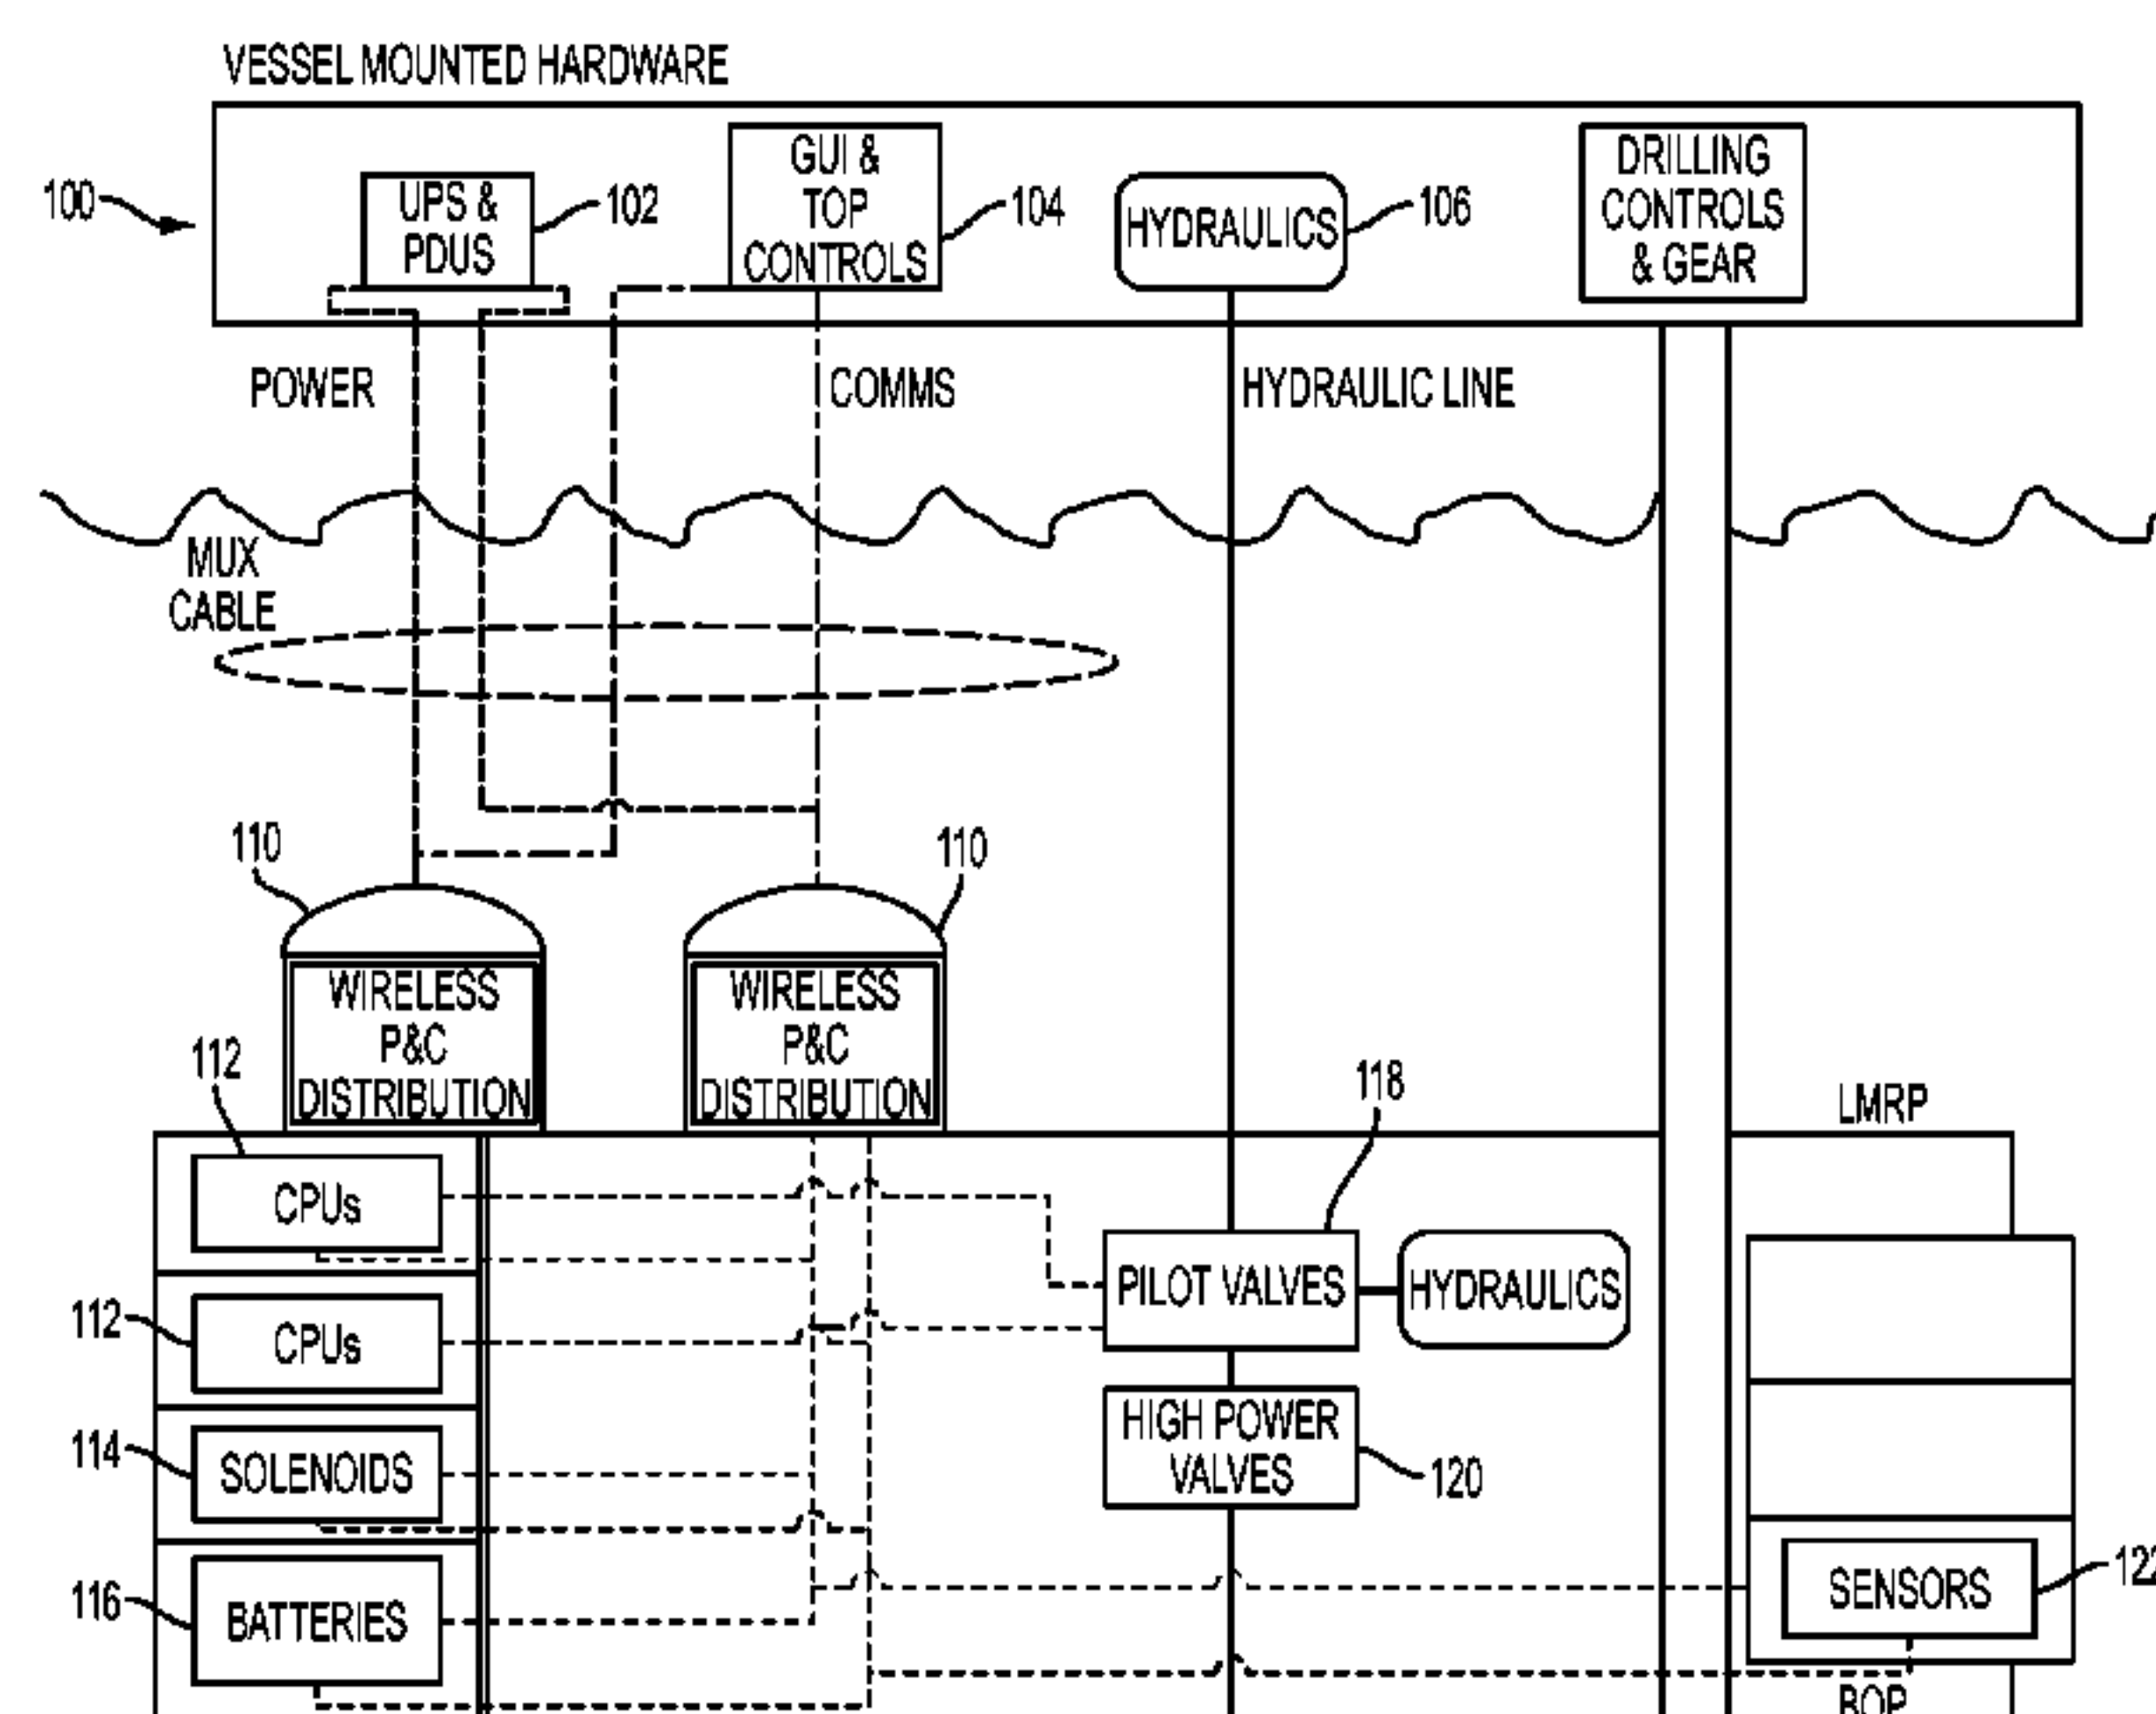 VESSEL MOUNTED HARDWARE
100
UPS &
PDUS
102
GUI &
TOP
CONTROLS
104
HYDRAULICS
106
DRILLING
CONTROLS
& GEAR
POWER
COMMS
HYDRAULIC LINE
MUX
CABLE
110
110
WIRELESS
P&C
DISTRIBUTION
WIRELESS
P&C
DISTRIBUTION
112
118
LMRP
CPUs
PILOT VALVES
HYDRAULICS
112
CPUs
HIGH POWER
VALVES
120
114
SOLENOIDS
116
BATTERIES
SENSORS
122
BOP